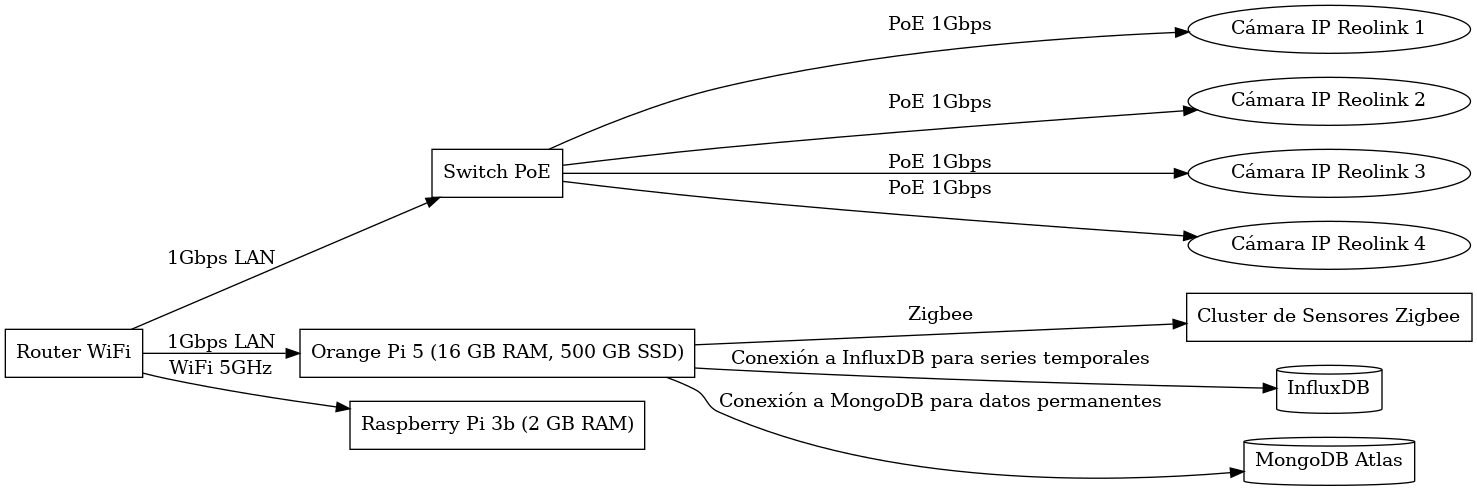 PoE 1Gbps
Cámara IP Reolink 1
PoE 1Gbps
Cámara IP Reolink 2
PoE 1Gbps
Cámara IP Reolink 3
Switch PoE
PoE 1Gbps
Cámara IP Reolink 4
1Gbps LAN
Zigbee
Cluster de Sensores Zigbee
Router WiFi
1Gbps LAN
Orange Pi 5 (16 GB RAM, 500 GB SSD)
Conexión a InfluxDB para series temporales
WiFi 5GHz
InfluxDB
Conexión a MongoDB para datos permanentes
Raspberry Pi 3b (2 GB RAM)
MongoDB Atlas